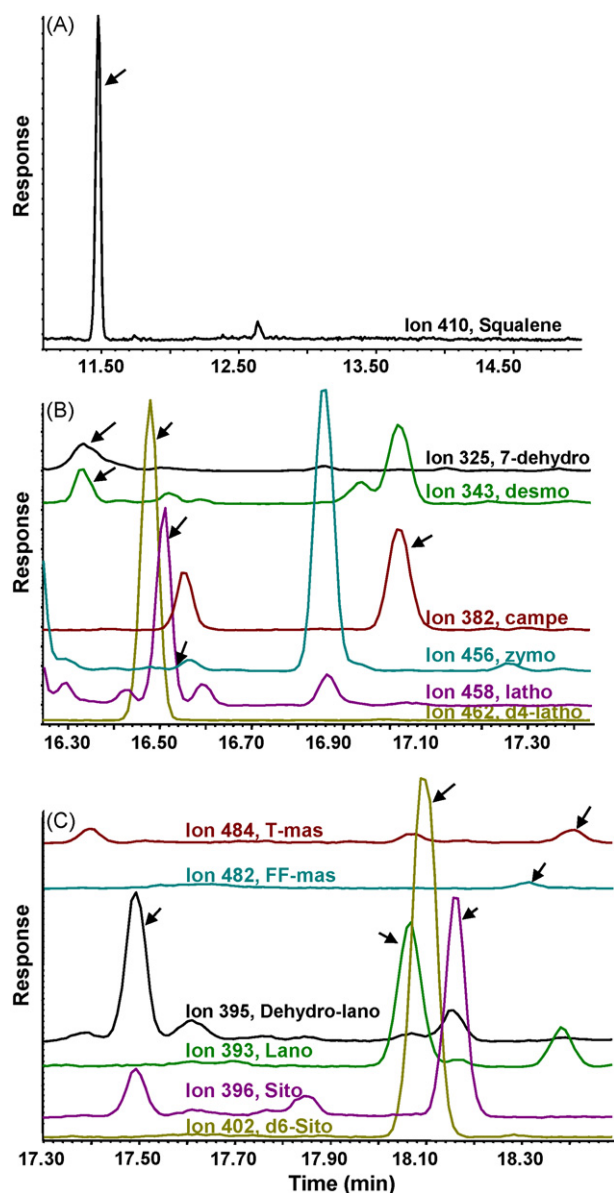 (A)
Response
Ion 410, Squalene
11.50 12.50 13.50 14.50
(B)
Response
Ion 325, 7-dehydro
Ion 343, desmo
Ion 382, campe
Ion 456, zymo
Ion 458, latho
Ion 462, d4-latho
16.30 16.50 16.70 16.90 17.10 17.30
(C)
Response
Ion 484, T-mas
Ion 482, FF-mas
Ion 395, Dehydro-lano
Ion 393, Lano
Ion 396, Sito
Ion 402, d6-Sito
17.30 17.50 17.70 17.90 18.10 18.30
Time (min)